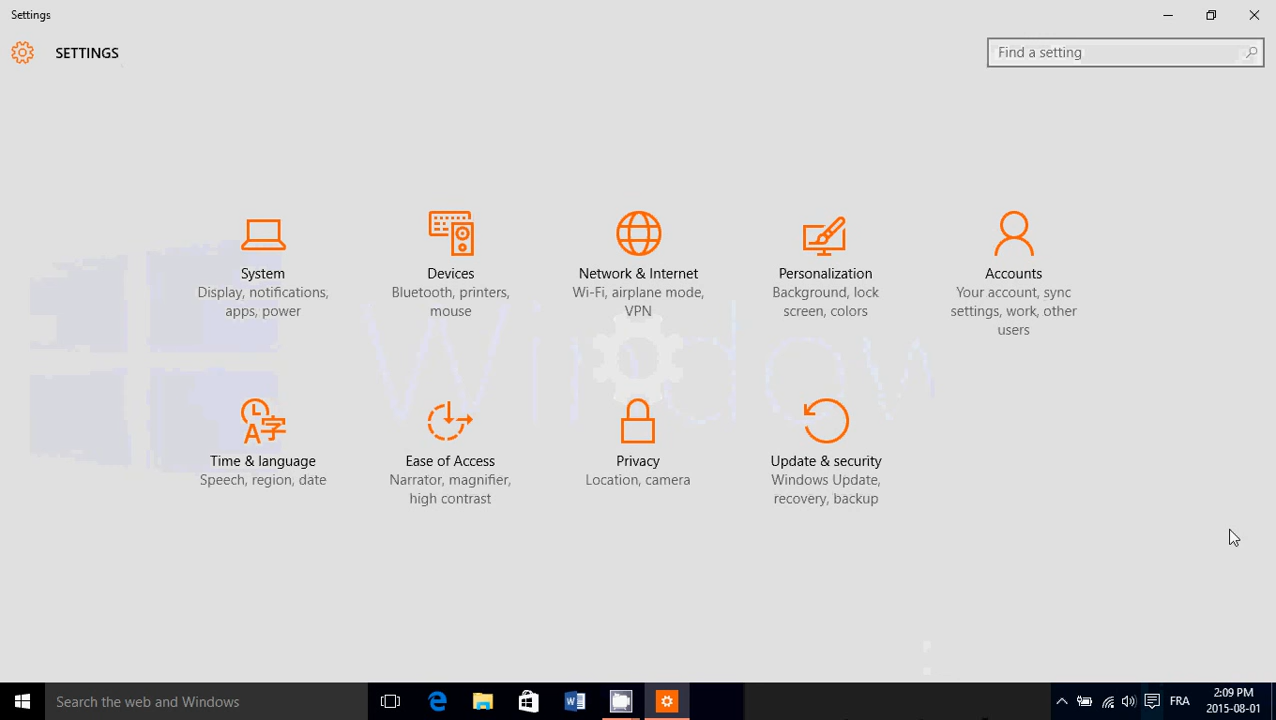 Settings
SETTINGS
Find a setting
System
Display, notifications,
apps, power
Devices
Bluetooth, printers,
mouse
Network & Internet
Wi-Fi, airplane mode,
VPN
Personalization
Background, lock
screen, colors
Accounts
Your account, sync
settings, work, other
users
Window
Time & language
Speech, region, date
Ease of Access
Narrator, magnifier,
high contrast
Privacy
Location, camera
Update & security
Windows Update,
recovery, backup
Search the web and Windows
FRA
2:09 PM
2015-08-01